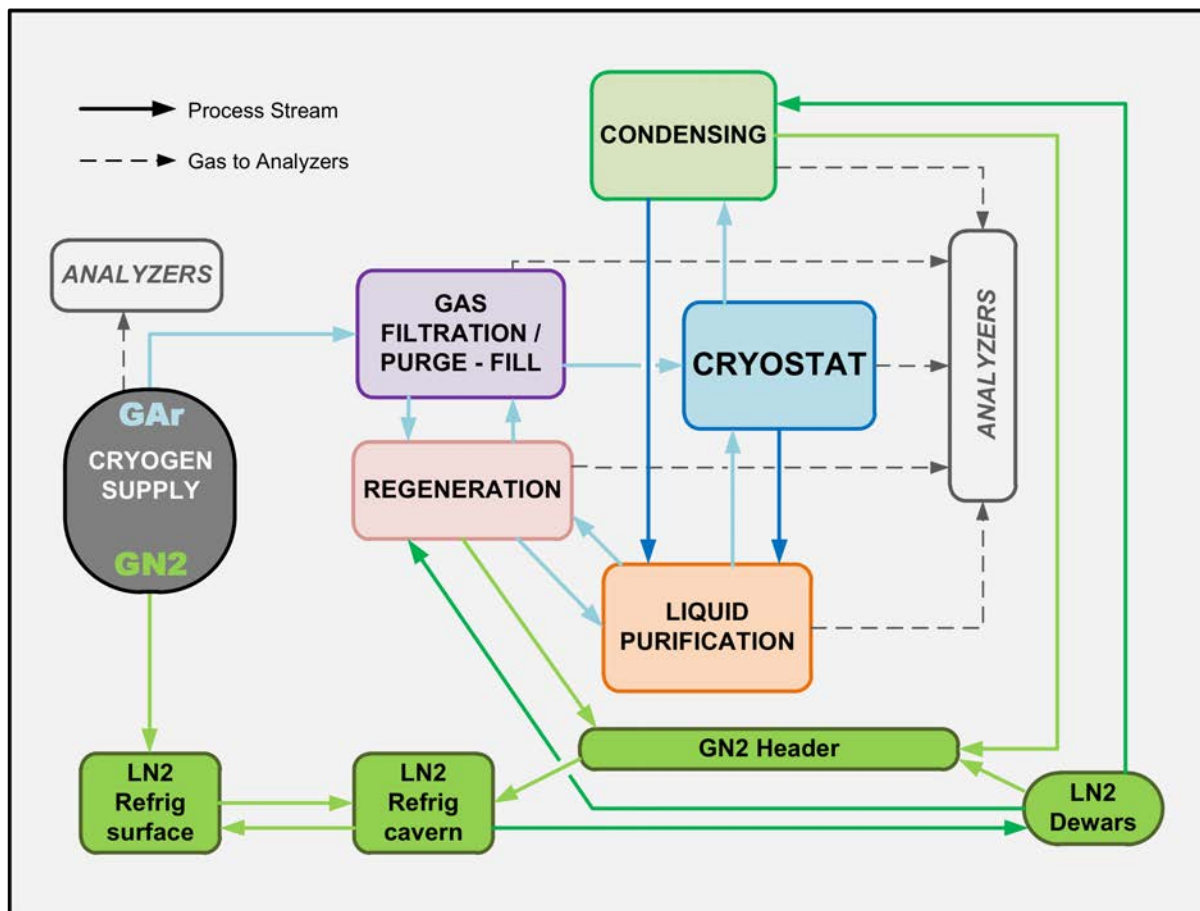 Process Stream
Gas to Analyzers
CONDENSING
ANALYZERS
GAS
FILTRATION /
PURGE - FILL
CRYOSTAT
ANALYZERS
GAr
CRYOGEN
SUPPLY
GN2
REGENERATION
LIQUID
PURIFICATION
GN2 Header
LN2
Refrig
surface
LN2
Refrig
cavern
LN2
Dewars